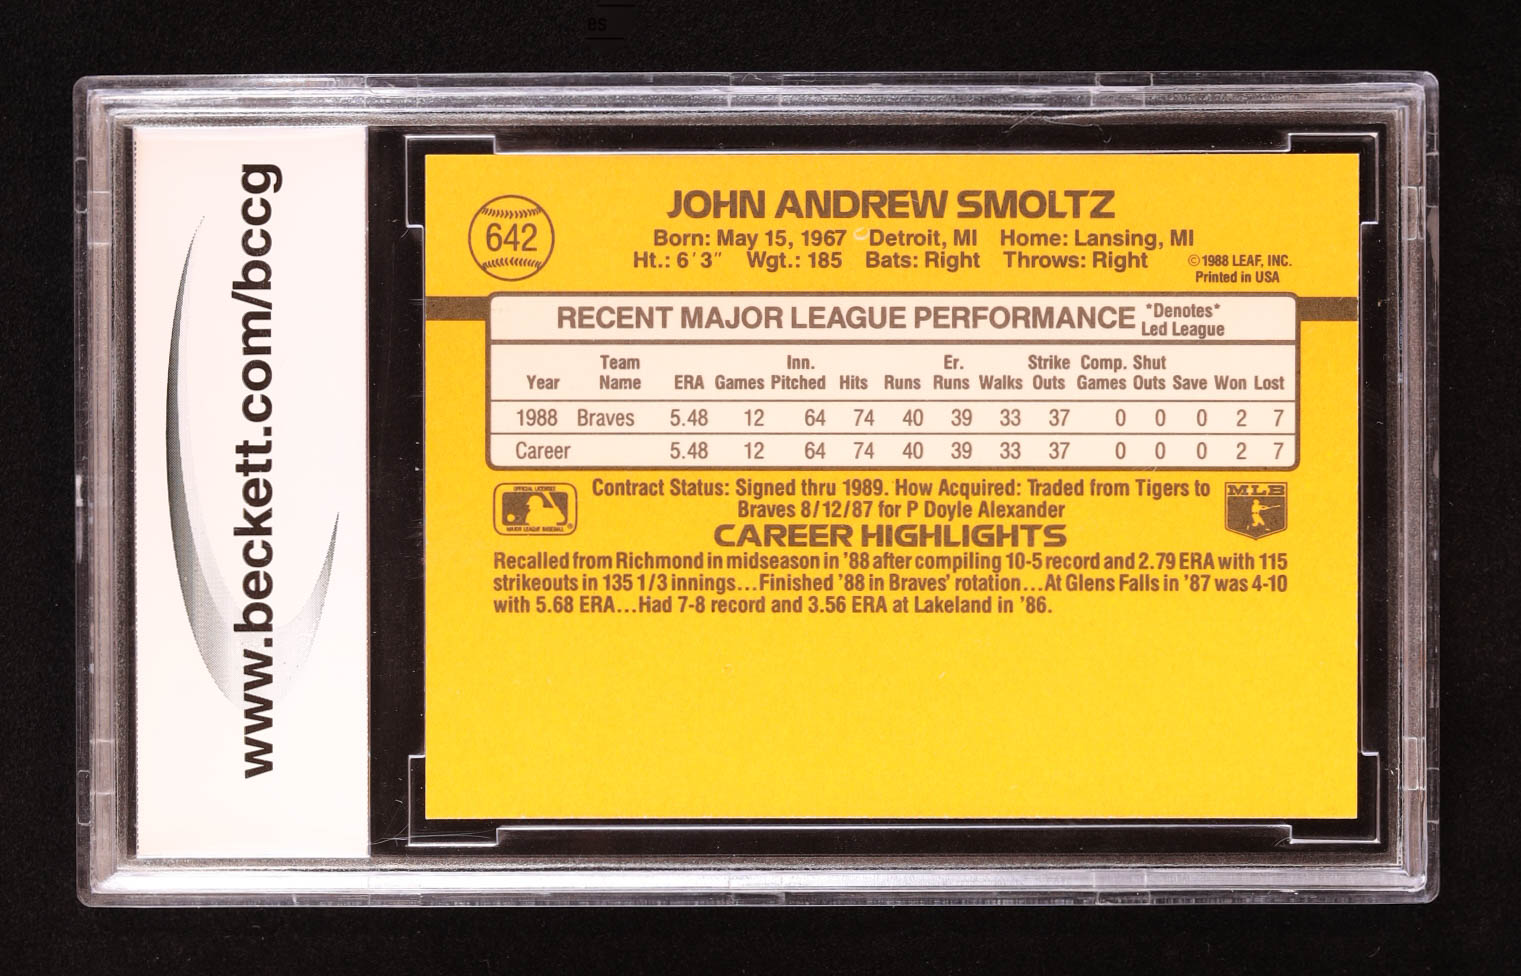 es
www.beckett.com/bccg
642
JOHN ANDREW SMOLTZ
Born: May 15, 1967 Detroit, MI Home: Lansing, MI
Ht.: 6'3" Wgt.: 185 Bats: Right Throws: Right
©1988 LEAF, INC.
Printed in USA
RECENT MAJOR LEAGUE PERFORMANCE *Denotes*
Led League
Team Inn. Er. Strike Comp. Shut
Year Name ERA Games Pitched Hits Runs Runs Walks Outs Games Outs Save Won Lost
1988 Braves 5.48 12 64 74 40 39 33 37 0 0 0 2 7
Career 5.48 12 64 74 40 39 33 37 0 0 0 2 7
OFFICIAL LICENSEE
MAJOR LEAGUE BASEBALL
Contract Status: Signed thru 1989. How Acquired: Traded from Tigers to
Braves 8/12/87 for P Doyle Alexander
MLB
CAREER HIGHLIGHTS
Recalled from Richmond in midseason in '88 after compiling 10-5 record and 2.79 ERA with 115
strikeouts in 135 1/3 innings...Finished '88 in Braves' rotation...At Glens Falls in '87 was 4-10
with 5.68 ERA...Had 7-8 record and 3.56 ERA at Lakeland in '86.